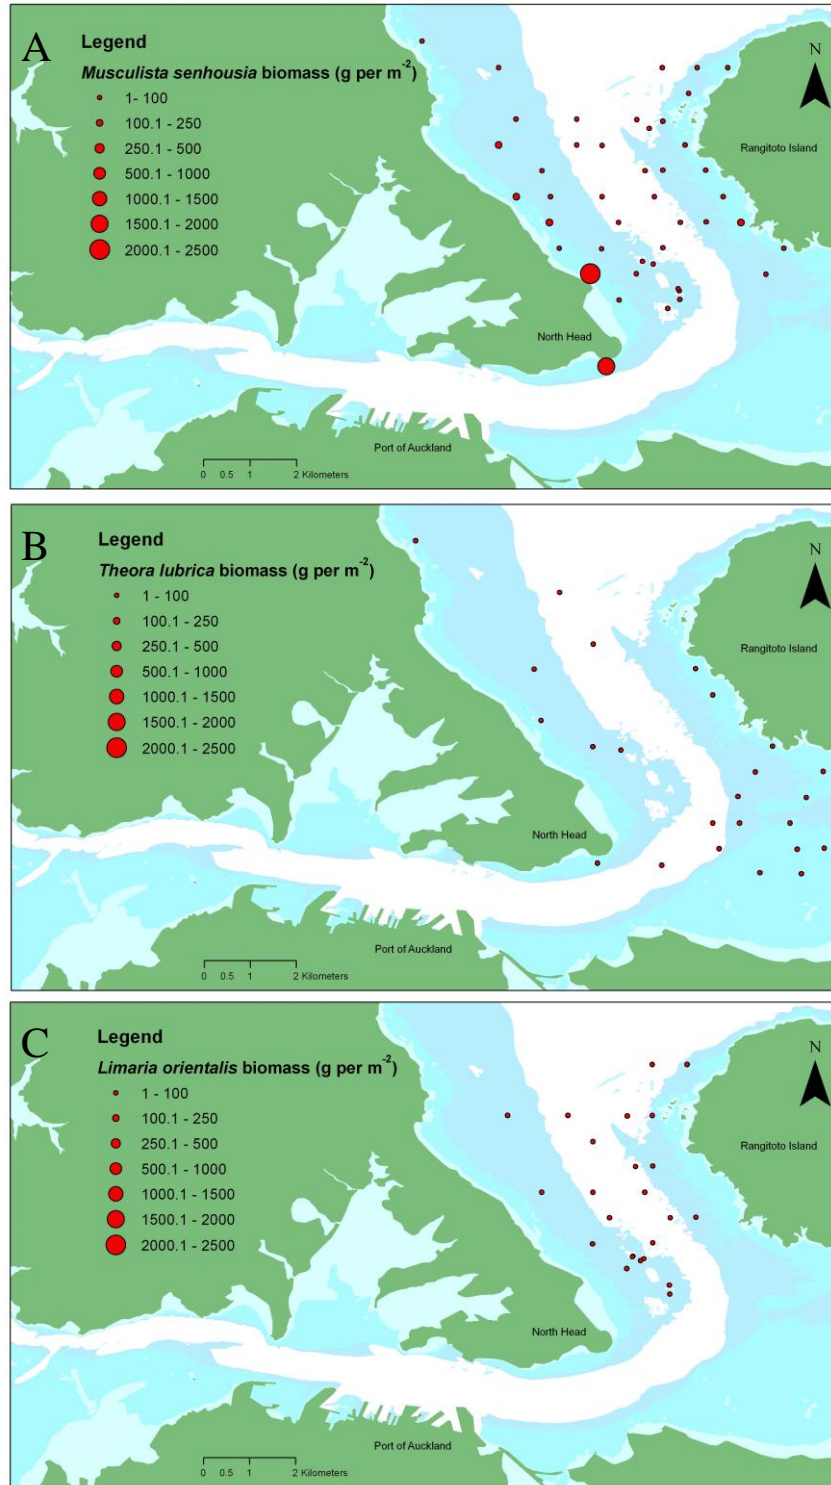 A
Legend
Musculista senhousia biomass (g per m⁻²)
1- 100
100.1 - 250
250.1 - 500
500.1 - 1000
1000.1 - 1500
1500.1 - 2000
2000.1 - 2500
N
Rangitoto Island
North Head
Port of Auckland
0 0.5 1 2 Kilometers
B
Legend
Theora lubrica biomass (g per m⁻²)
1 - 100
100.1 - 250
250.1 - 500
500.1 - 1000
1000.1 - 1500
1500.1 - 2000
2000.1 - 2500
N
Rangitoto Island
North Head
Port of Auckland
0 0.5 1 2 Kilometers
C
Legend
Limaria orientalis biomass (g per m⁻²)
1 - 100
100.1 - 250
250.1 - 500
500.1 - 1000
1000.1 - 1500
1500.1 - 2000
2000.1 - 2500
N
Rangitoto Island
North Head
Port of Auckland
0 0.5 1 2 Kilometers